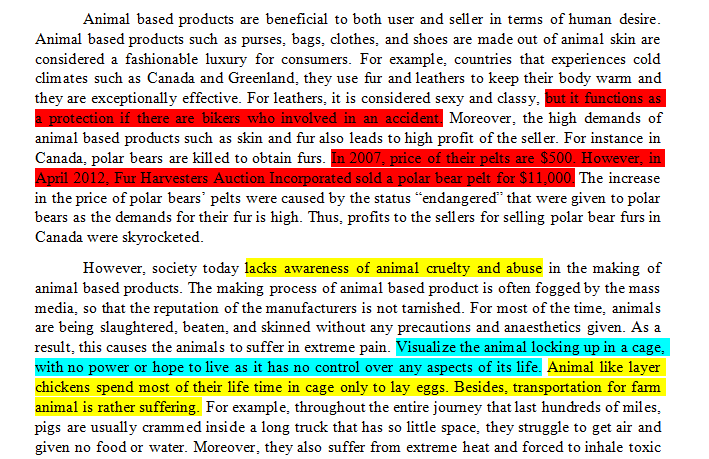 Animal based products are beneficial to both user and seller in terms of human desire.
Animal based products such as purses, bags, clothes, and shoes are made out of animal skin are
considered a fashionable luxury for consumers. For example, countries that experiences cold
climates such as Canada and Greenland, they use fur and leathers to keep their body warm and
they are exceptionally effective. For leathers, it is considered sexy and classy, but it functions as
a protection if there are bikers who involved in an accident. Moreover, the high demands of
animal based products such as skin and fur also leads to high profit of the seller. For instance in
Canada, polar bears are killed to obtain furs. In 2007, price of their pelts are $500. However, in
April 2012, Fur Harvesters Auction Incorporated sold a polar bear pelt for $11,000. The increase
in the price of polar bears’ pelts were caused by the status “endangered” that were given to polar
bears as the demands for their fur is high. Thus, profits to the sellers for selling polar bear furs in
Canada were skyrocketed.
However, society today lacks awareness of animal cruelty and abuse in the making of
animal based products. The making process of animal based product is often fogged by the mass
media, so that the reputation of the manufacturers is not tarnished. For most of the time, animals
are being slaughtered, beaten, and skinned without any precautions and anaesthetics given. As a
result, this causes the animals to suffer in extreme pain. Visualize the animal locking up in a cage,
with no power or hope to live as it has no control over any aspects of its life. Animal like layer
chickens spend most of their life time in cage only to lay eggs. Besides, transportation for farm
animal is rather suffering. For example, throughout the entire journey that last hundreds of miles,
pigs are usually crammed inside a long truck that has so little space, they struggle to get air and
given no food or water. Moreover, they also suffer from extreme heat and forced to inhale toxic